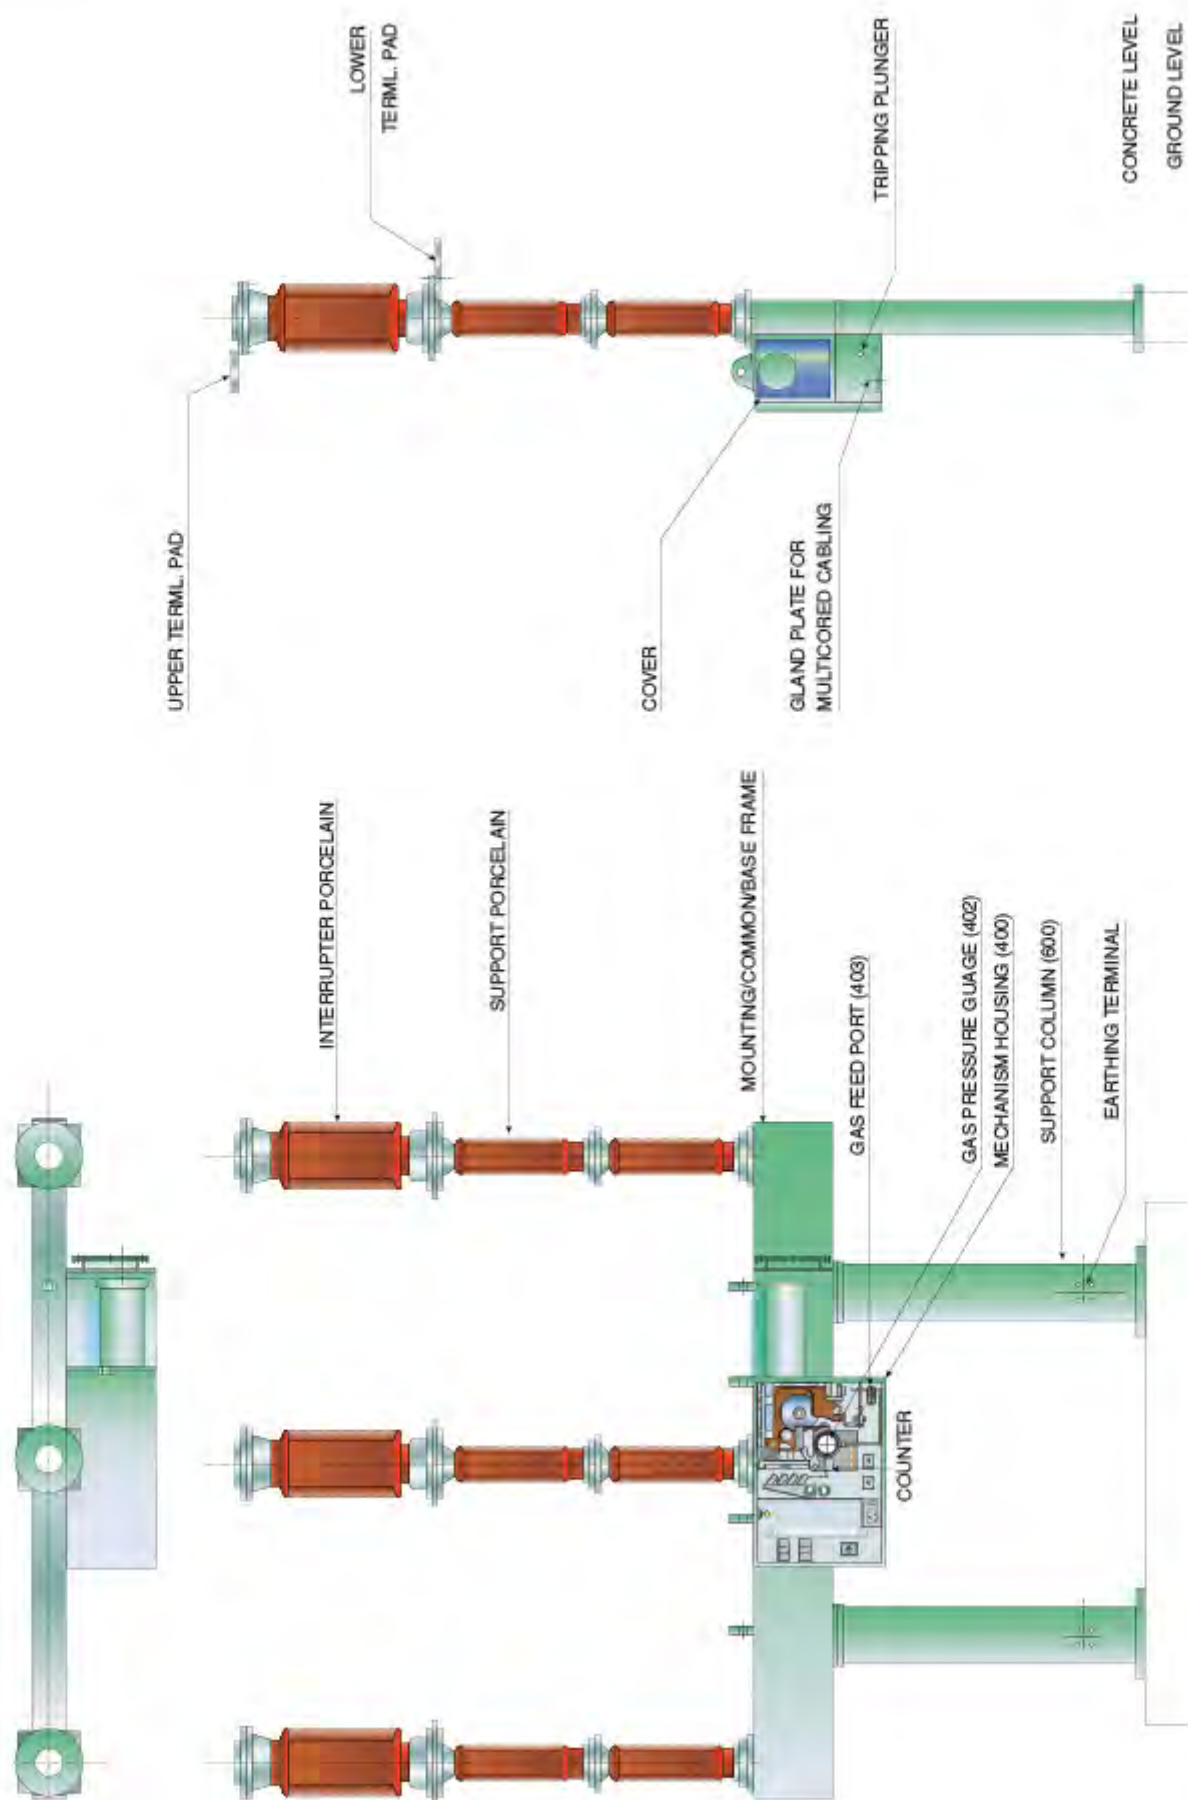 UPPER TERML. PAD
LOWER
TERML. PAD
COVER
GLAND PLATE FOR
MULTICORED CABLING
TRIPPING PLUNGER
CONCRETE LEVEL
GROUND LEVEL
INTERRUPTER PORCELAIN
SUPPORT PORCELAIN
MOUNTING/COMMON/BASE FRAME
GAS FEED PORT (403)
GAS PRESSURE GUAGE (402)
MECHANISM HOUSING (400)
SUPPORT COLUMN (600)
EARTHING TERMINAL
COUNTER